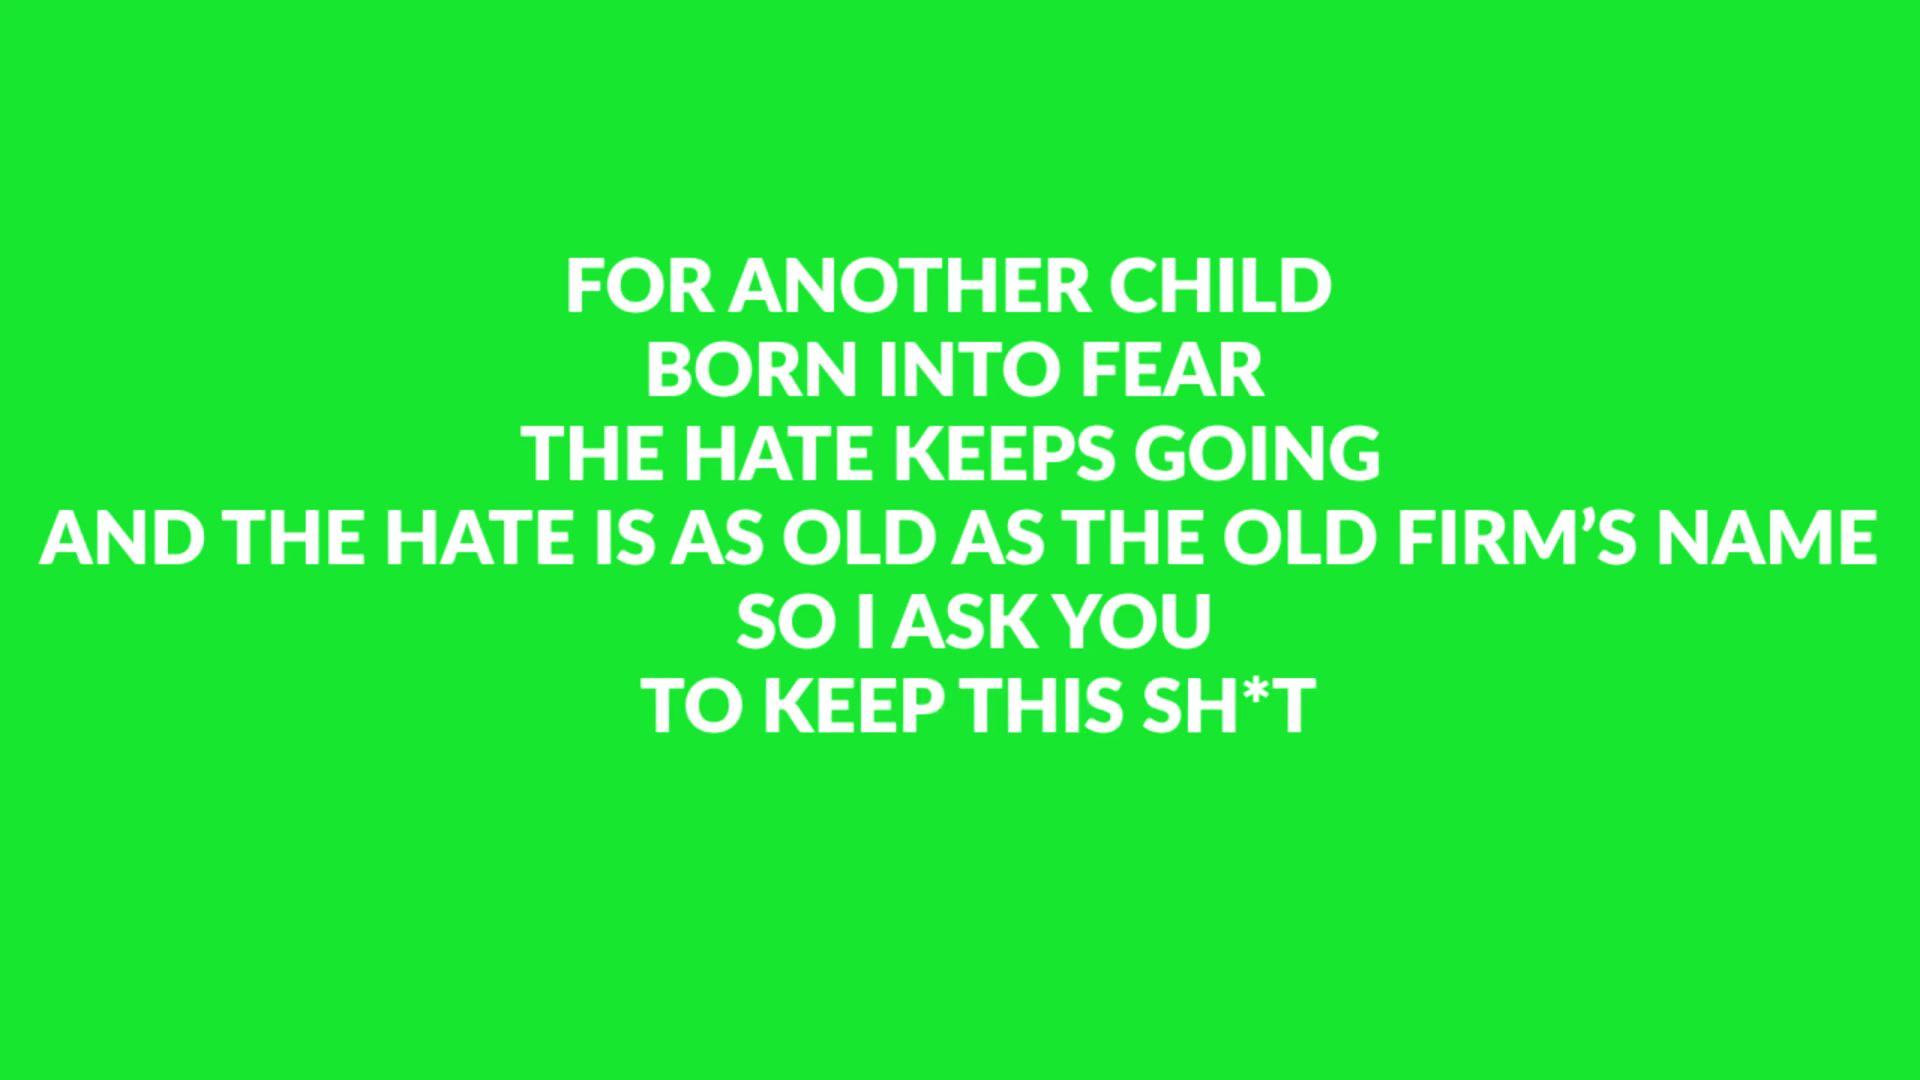 FOR ANOTHER CHILD
BORN INTO FEAR
THE HATE KEEPS GOING
AND THE HATE IS AS OLD AS THE OLD FIRM’S NAME
SO I ASK YOU
TO KEEP THIS SH*T